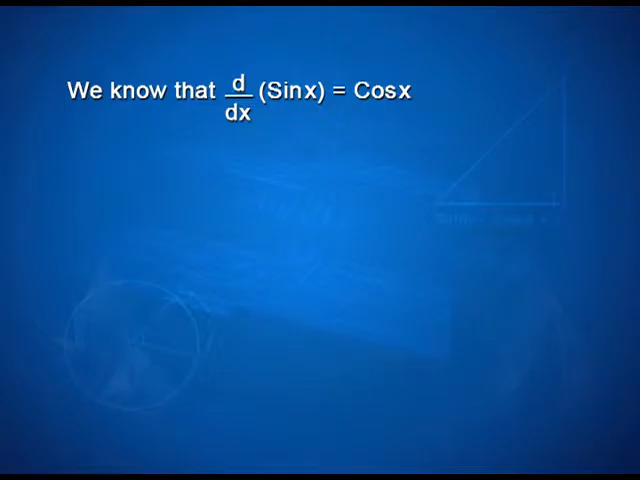 We know that d/dx (Sinx) = Cosx